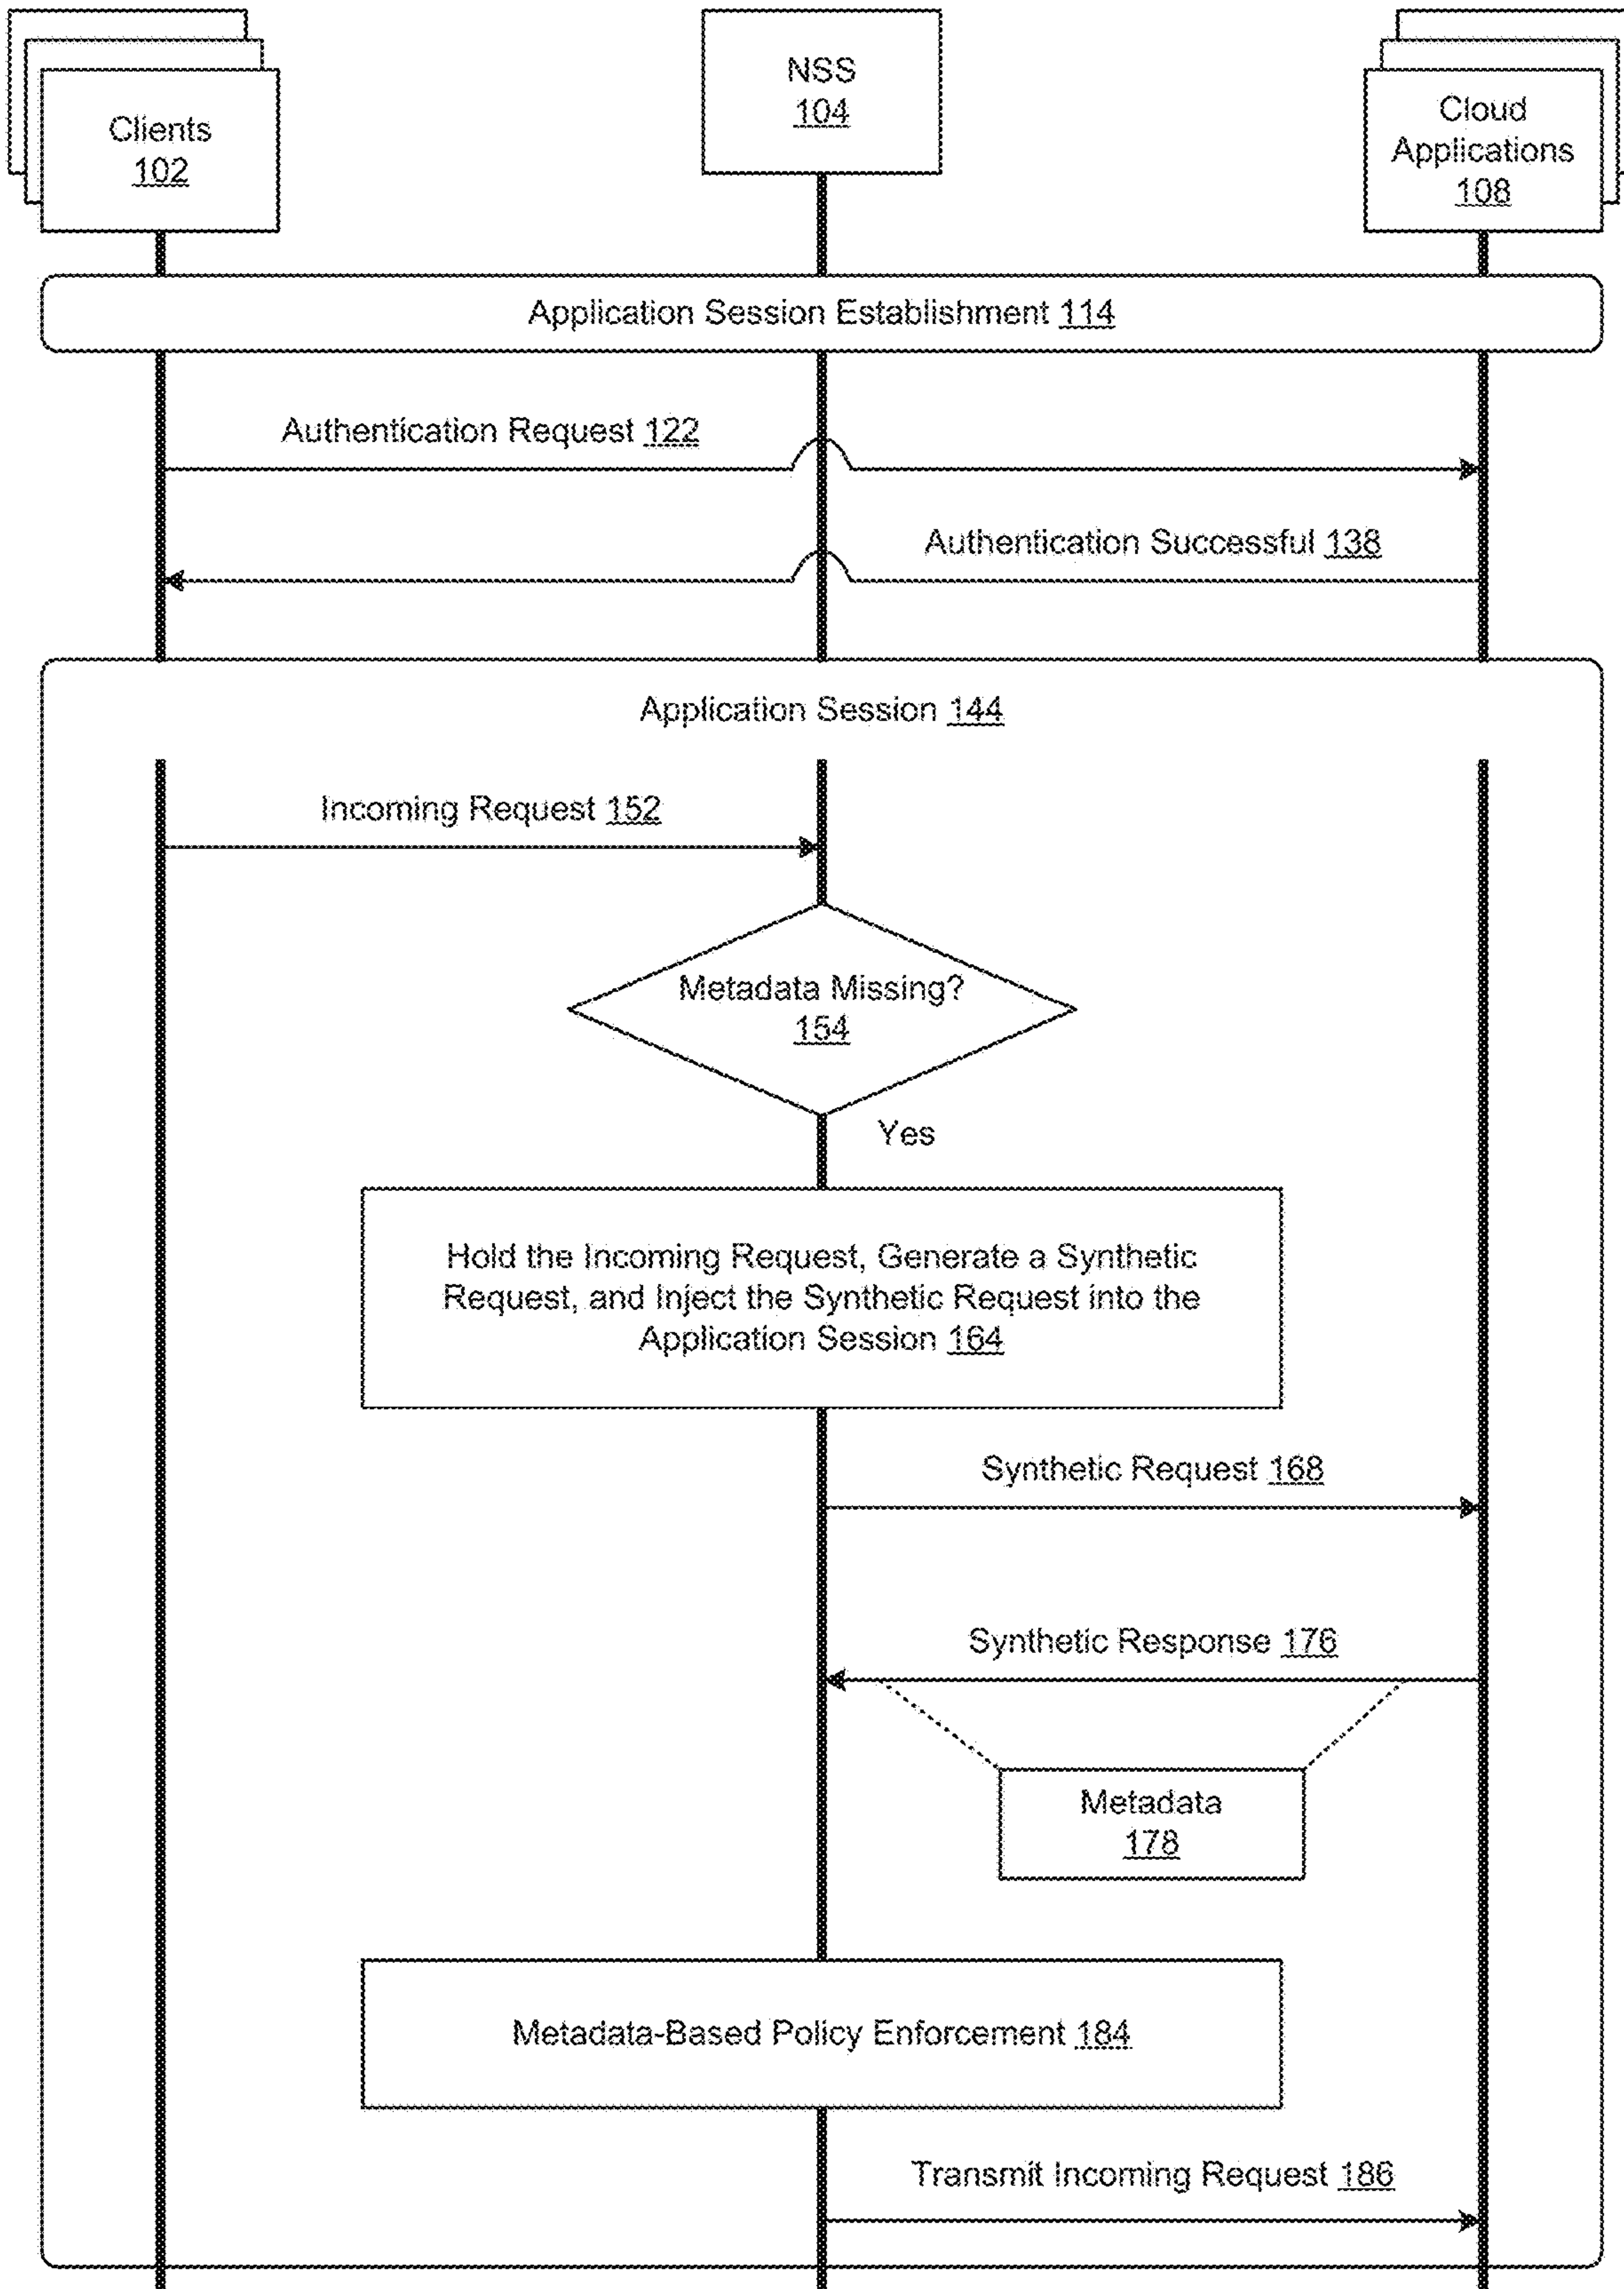 Clients
102
NSS
104
Cloud
Applications
108
Application Session Establishment 114
Authentication Request 122
Authentication Successful 138
Application Session 144
Incoming Request 152
Metadata Missing?
154
Yes
Hold the Incoming Request, Generate a Synthetic
Request, and Inject the Synthetic Request into the
Application Session 164
Synthetic Request 168
Synthetic Response 176
Metadata
178
Metadata-Based Policy Enforcement 184
Transmit Incoming Request 186